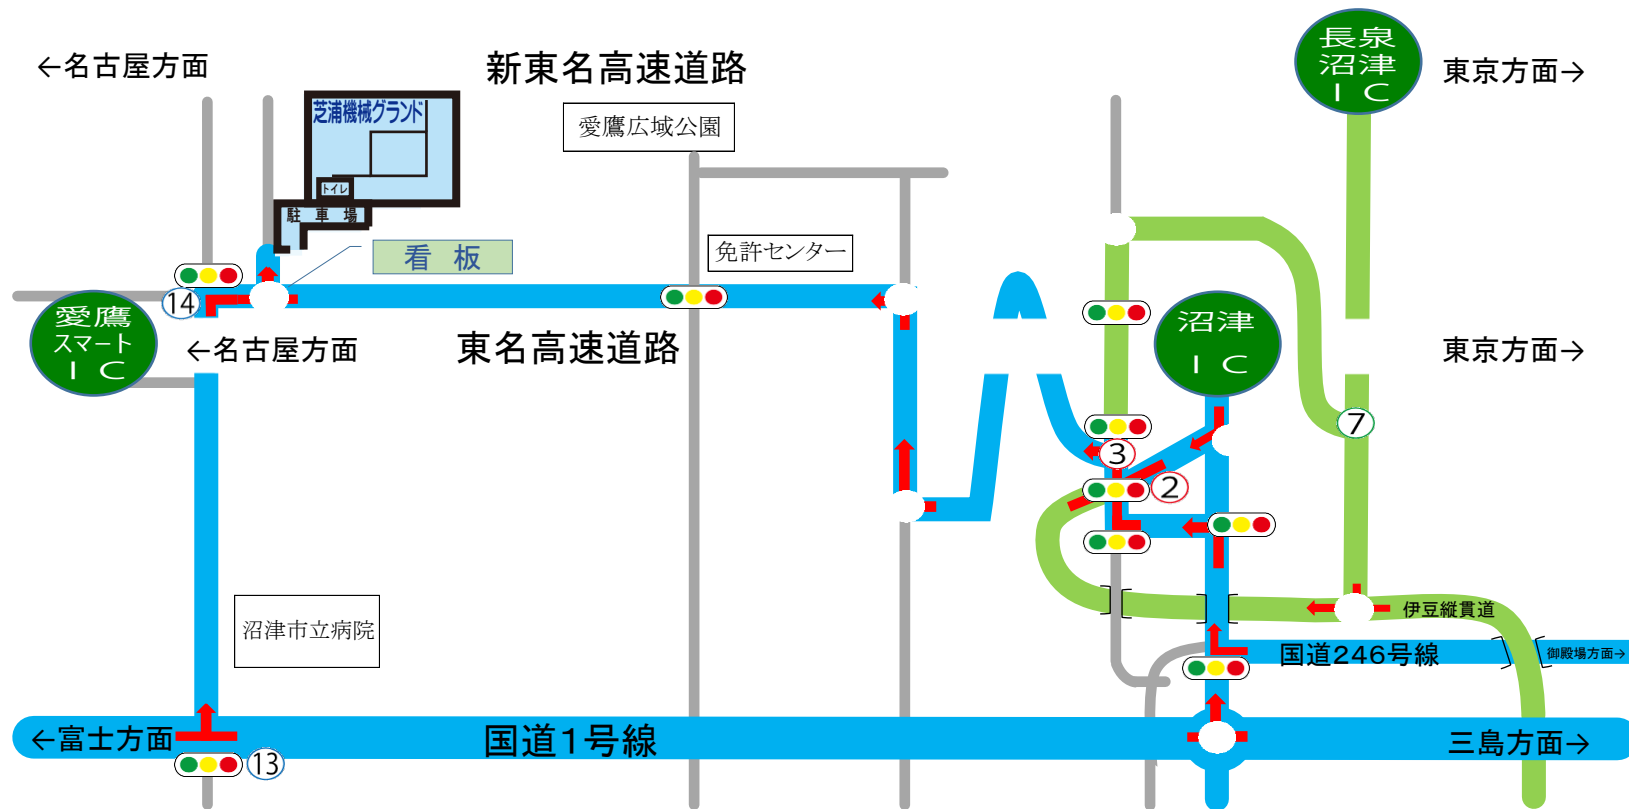 ←名古屋方面
新東名高速道路
長泉
沼津
ＩＣ
東京方面→
芝浦機械グランド
トイレ
駐車場
愛鷹広域公園
看板
免許センター
14
愛鷹
スマート
ＩＣ
←名古屋方面
東名高速道路
沼津
ＩＣ
東京方面→
7
3
2
沼津市立病院
伊豆縦貫道
国道246号線
御殿場方面→
←富士方面
国道1号線
三島方面→
13